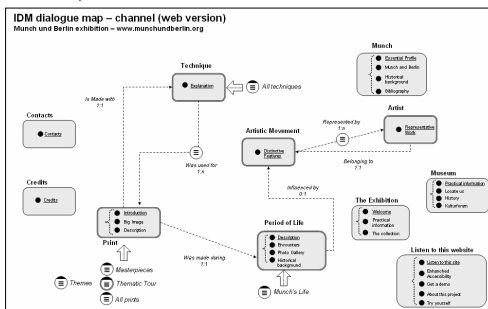 IDM dialogue map – channel (web version)
Munch und Berlin exhibition – www.munchundberlin.org
Technique
Explanation
All techniques
Is Made with
1:1
Was used for
1:n
Contacts
Contacts
Credits
Credits
Introduction
Big Image
Description
Print
Masterpieces
Themes
Thematic Tour
All prints
Was made during
1:1
Munch
Essential Profile
Munch and Berlin
Historical
background
Bibliography
Artist
Representative
Work
Represented by
1:n
Belonging to
1:1
Artistic Movement
Distinctive
Features
Influenced by
0:1
Period of Life
Description
Encounters
Photo Gallery
Historical
background
Munch's Life
Museum
Practical information
Locate us
History
Kulturforum
The Exhibition
Welcome
Practical
information
The collection
Listen to this website
Listen to this site
Enhanced
Accessibility
Get a demo
About this project
Try yourself